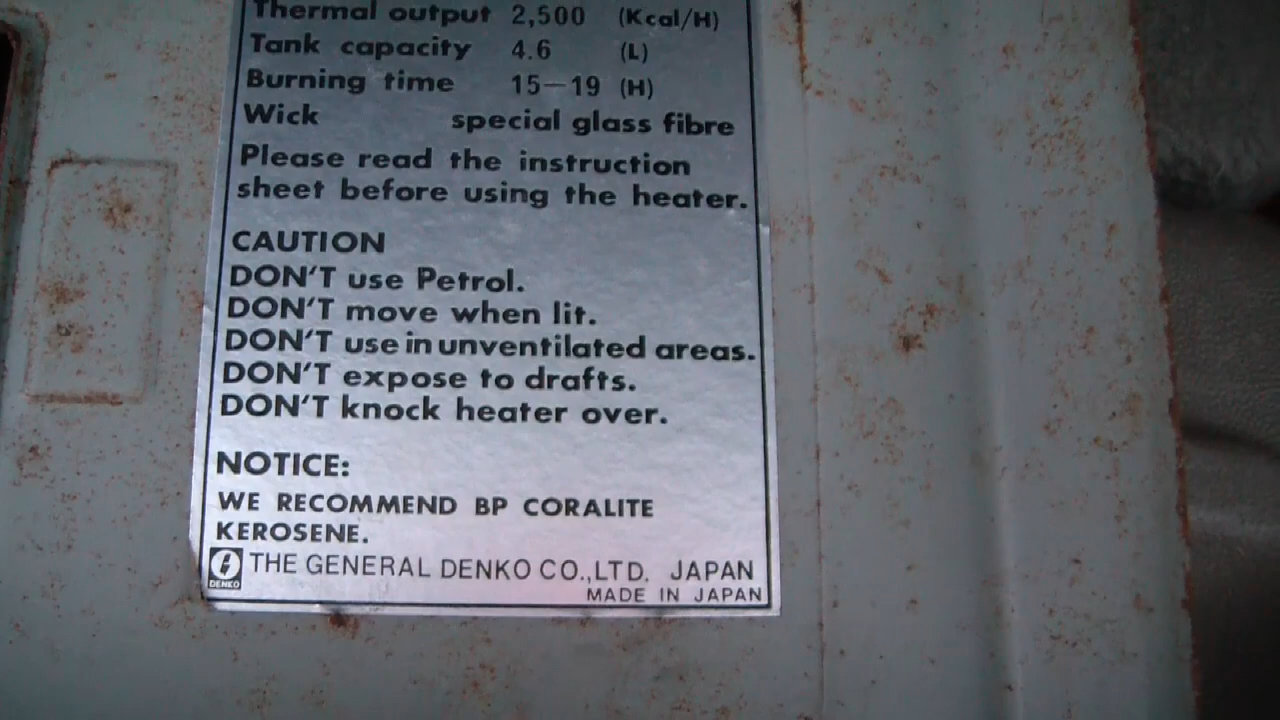 Thermal output 2,500 (Kcal/H)
Tank capacity 4.6 (L)
Burning time 15—19 (H)
Wick special glass fibre
Please read the instruction
sheet before using the heater.
CAUTION
DON'T use Petrol.
DON'T move when lit.
DON'T use in unventilated areas.
DON'T expose to drafts.
DON'T knock heater over.
NOTICE:
WE RECOMMEND BP CORALITE
KEROSENE.
DENKO THE GENERAL DENKO CO.,LTD. JAPAN
MADE IN JAPAN